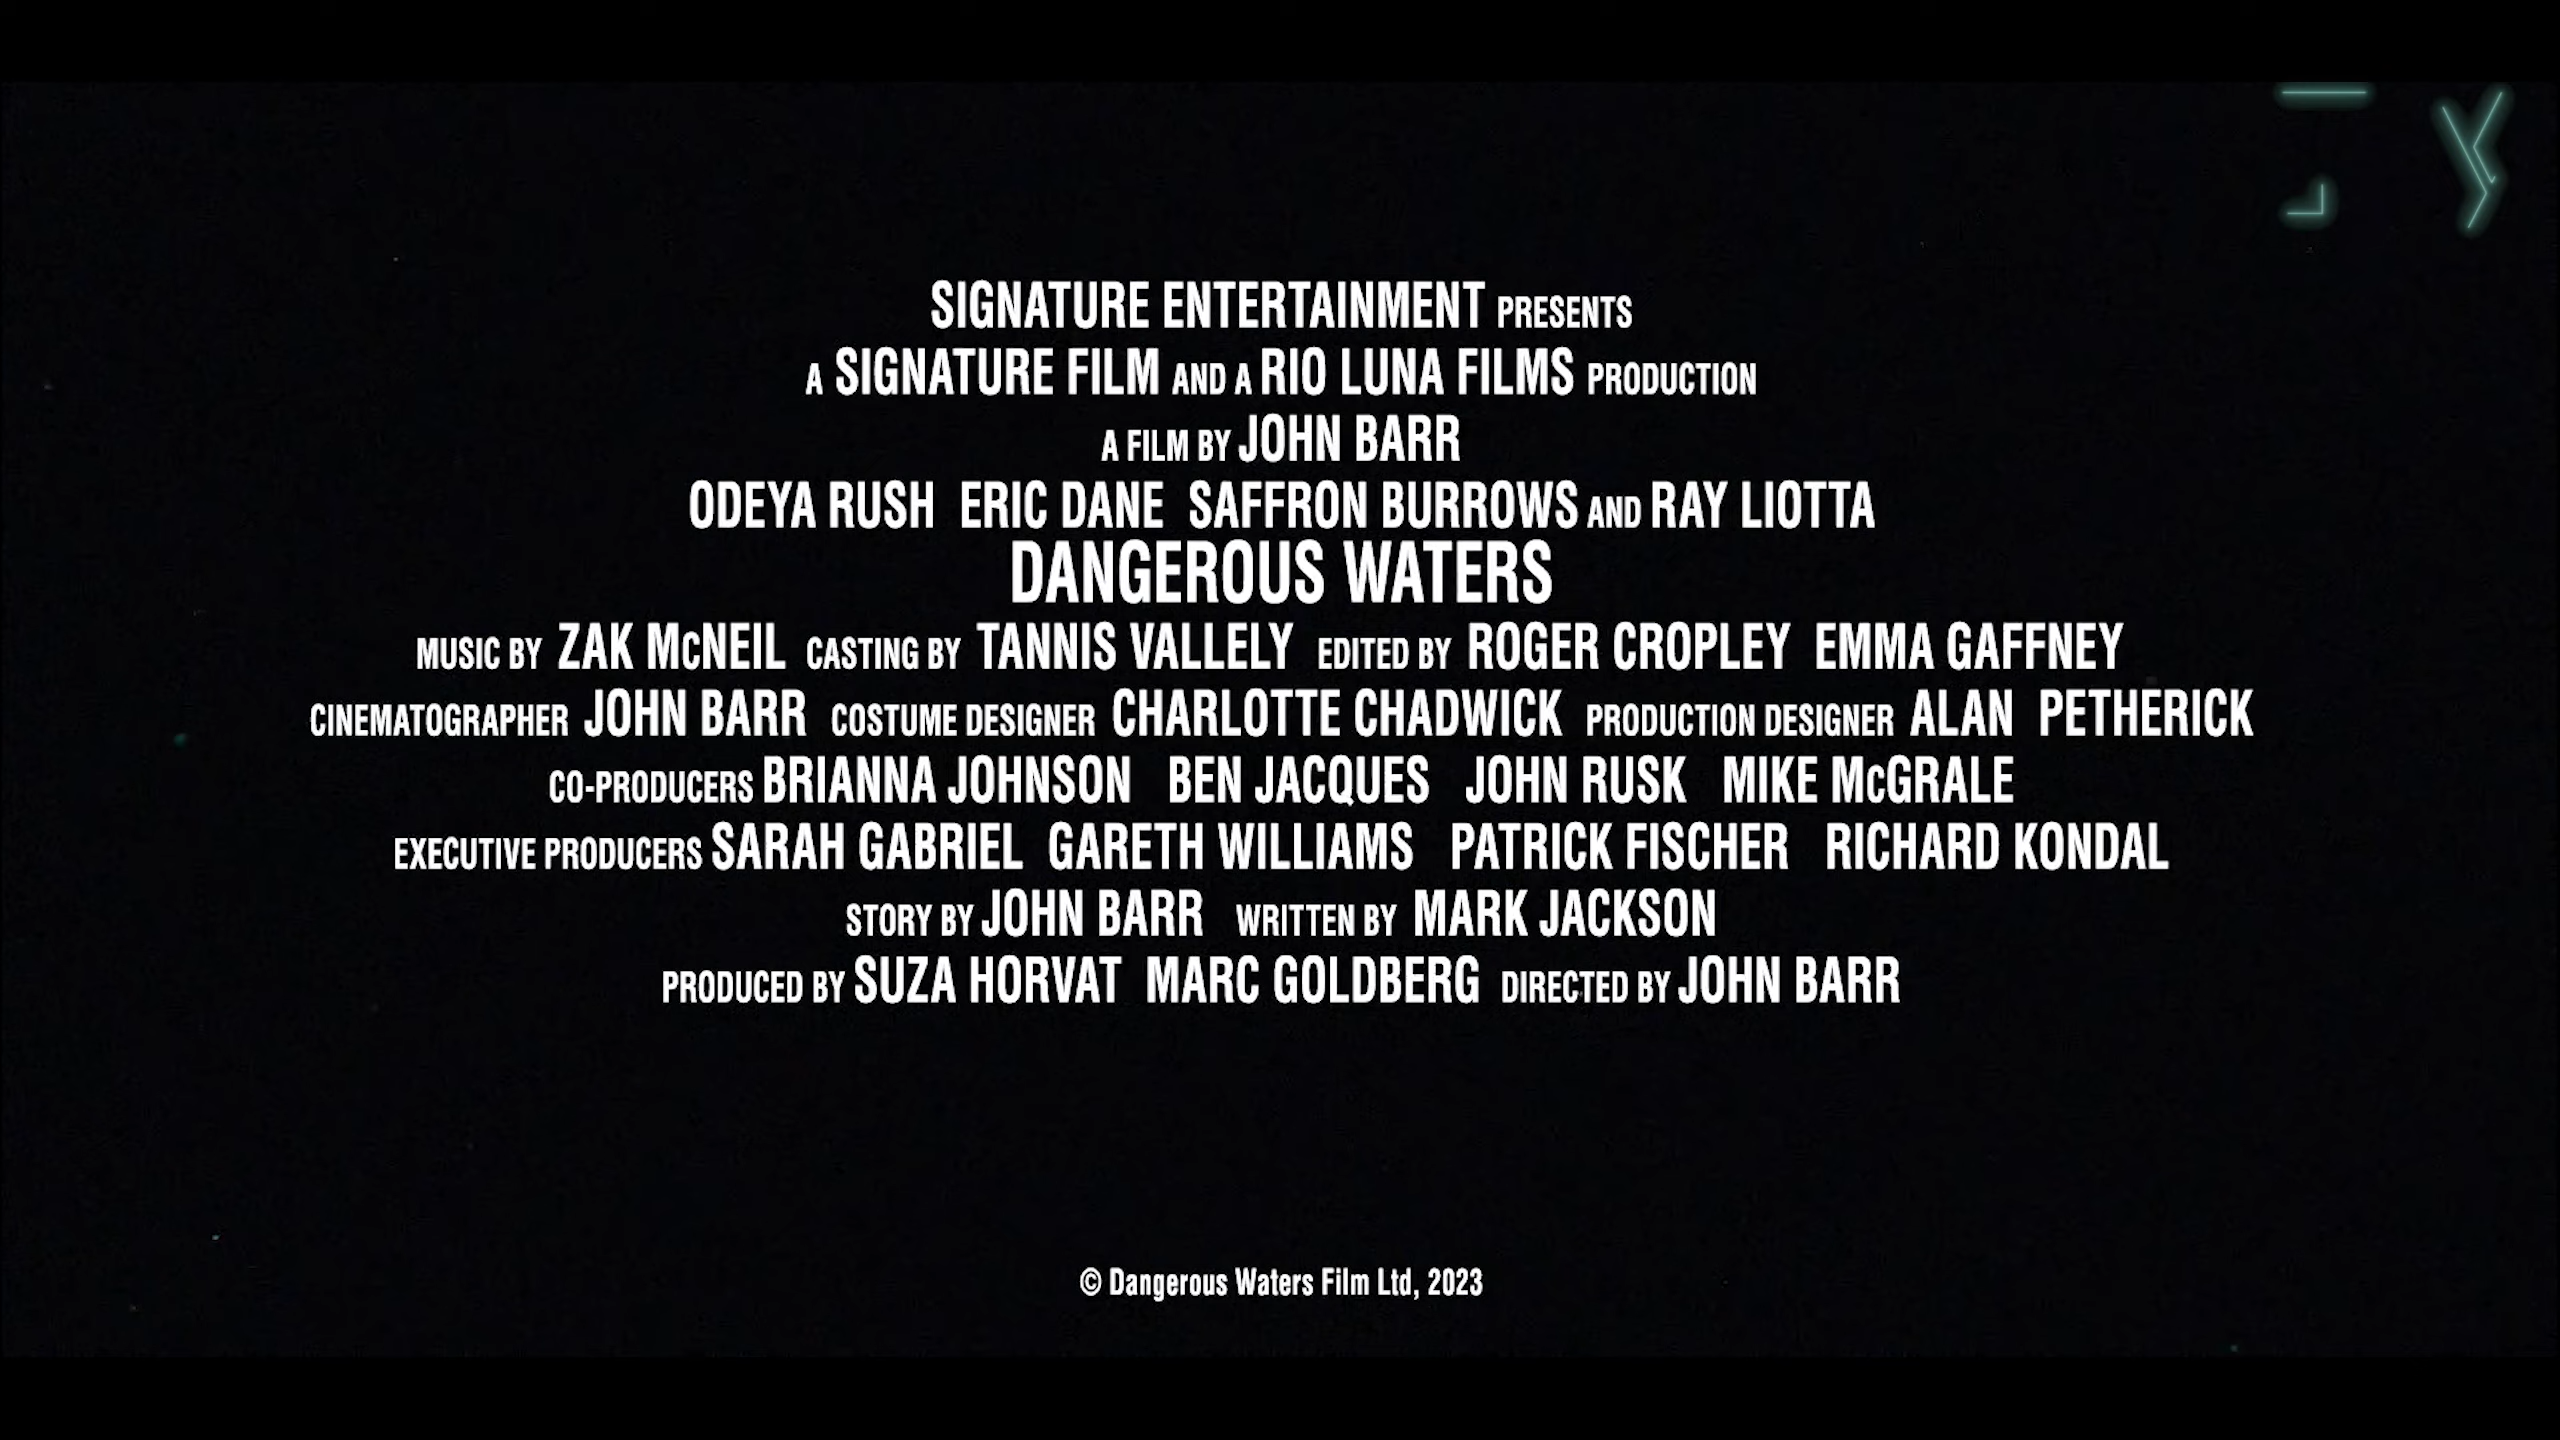 SIGNATURE ENTERTAINMENT PRESENTS
A SIGNATURE FILM AND A RIO LUNA FILMS PRODUCTION
A FILM BY JOHN BARR
ODEYA RUSH ERIC DANE SAFFRON BURROWS AND RAY LIOTTA
DANGEROUS WATERS
MUSIC BY ZAK McNEIL CASTING BY TANNIS VALLELY EDITED BY ROGER CROPLEY EMMA GAFFNEY
CINEMATOGRAPHER JOHN BARR COSTUME DESIGNER CHARLOTTE CHADWICK PRODUCTION DESIGNER ALAN PETHERICK
CO-PRODUCERS BRIANNA JOHNSON BEN JACQUES JOHN RUSK MIKE McGRALE
EXECUTIVE PRODUCERS SARAH GABRIEL GARETH WILLIAMS PATRICK FISCHER RICHARD KONDAL
STORY BY JOHN BARR WRITTEN BY MARK JACKSON
PRODUCED BY SUZA HORVAT MARC GOLDBERG DIRECTED BY JOHN BARR
© Dangerous Waters Film Ltd, 2023